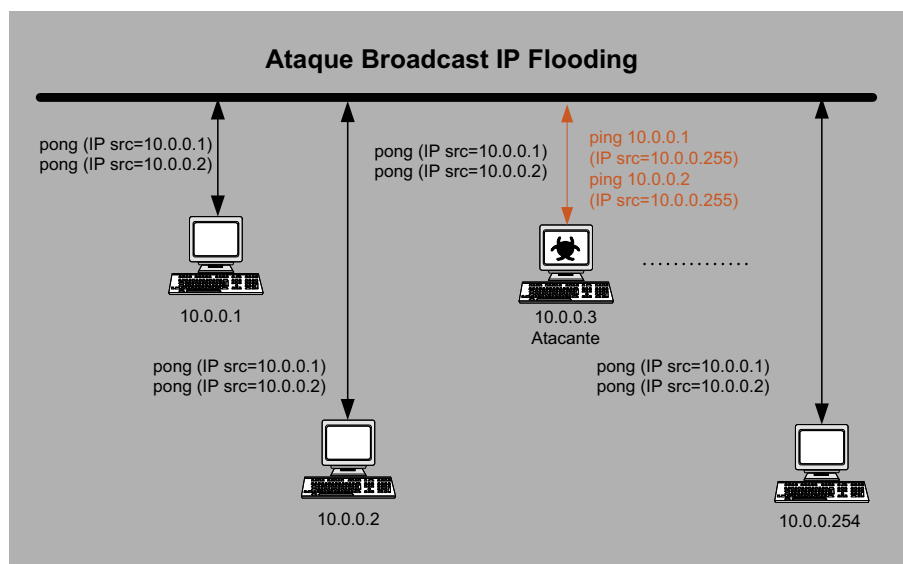 Ataque Broadcast IP Flooding
pong (IP src=10.0.0.1)
pong (IP src=10.0.0.2)
pong (IP src=10.0.0.1)
pong (IP src=10.0.0.2)
ping 10.0.0.1
(IP src=10.0.0.255)
ping 10.0.0.2
(IP src=10.0.0.255)
..............
10.0.0.1
10.0.0.3
Atacante
pong (IP src=10.0.0.1)
pong (IP src=10.0.0.2)
pong (IP src=10.0.0.1)
pong (IP src=10.0.0.2)
10.0.0.2
10.0.0.254